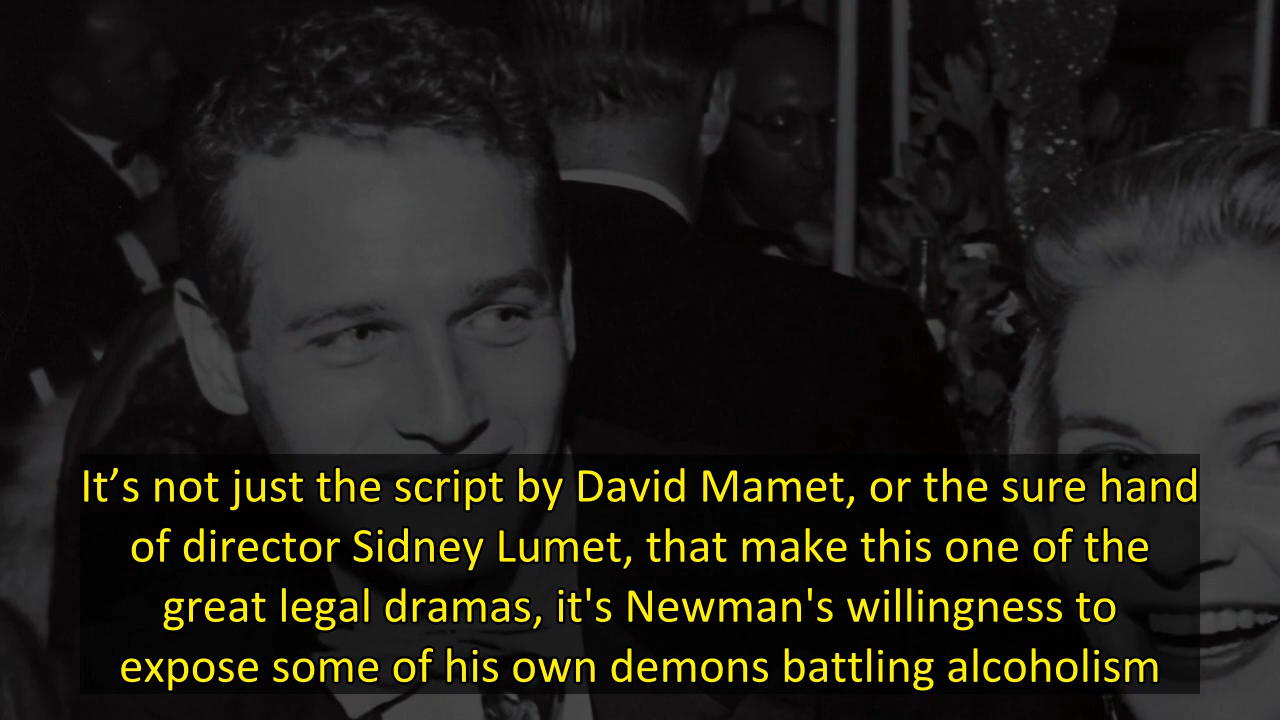 It’s not just the script by David Mamet, or the sure hand
of director Sidney Lumet, that make this one of the
great legal dramas, it's Newman's willingness to
expose some of his own demons battling alcoholism